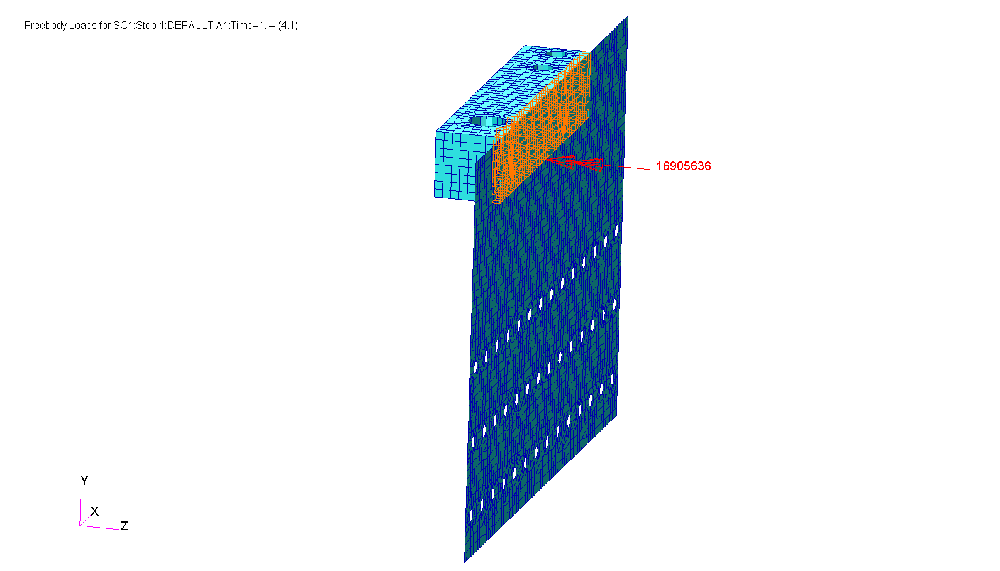 Freebody Loads for SC1:Step 1:DEFAULT;A1:Time=1. -- (4.1)
16905636
Y
X
Z